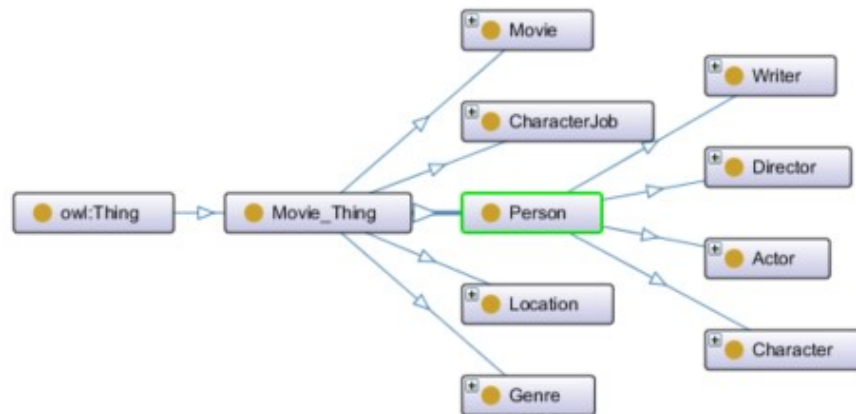 Movie
Writer
CharacterJob
Director
owl:Thing
Movie_Thing
Person
Actor
Location
Character
Genre